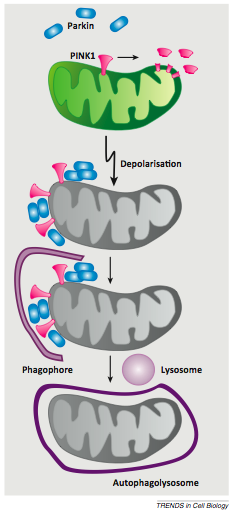 Parkin
PINK1
Depolarisation
Phagophore
Lysosome
Autophagolysosome
TRENDS in Cell Biology